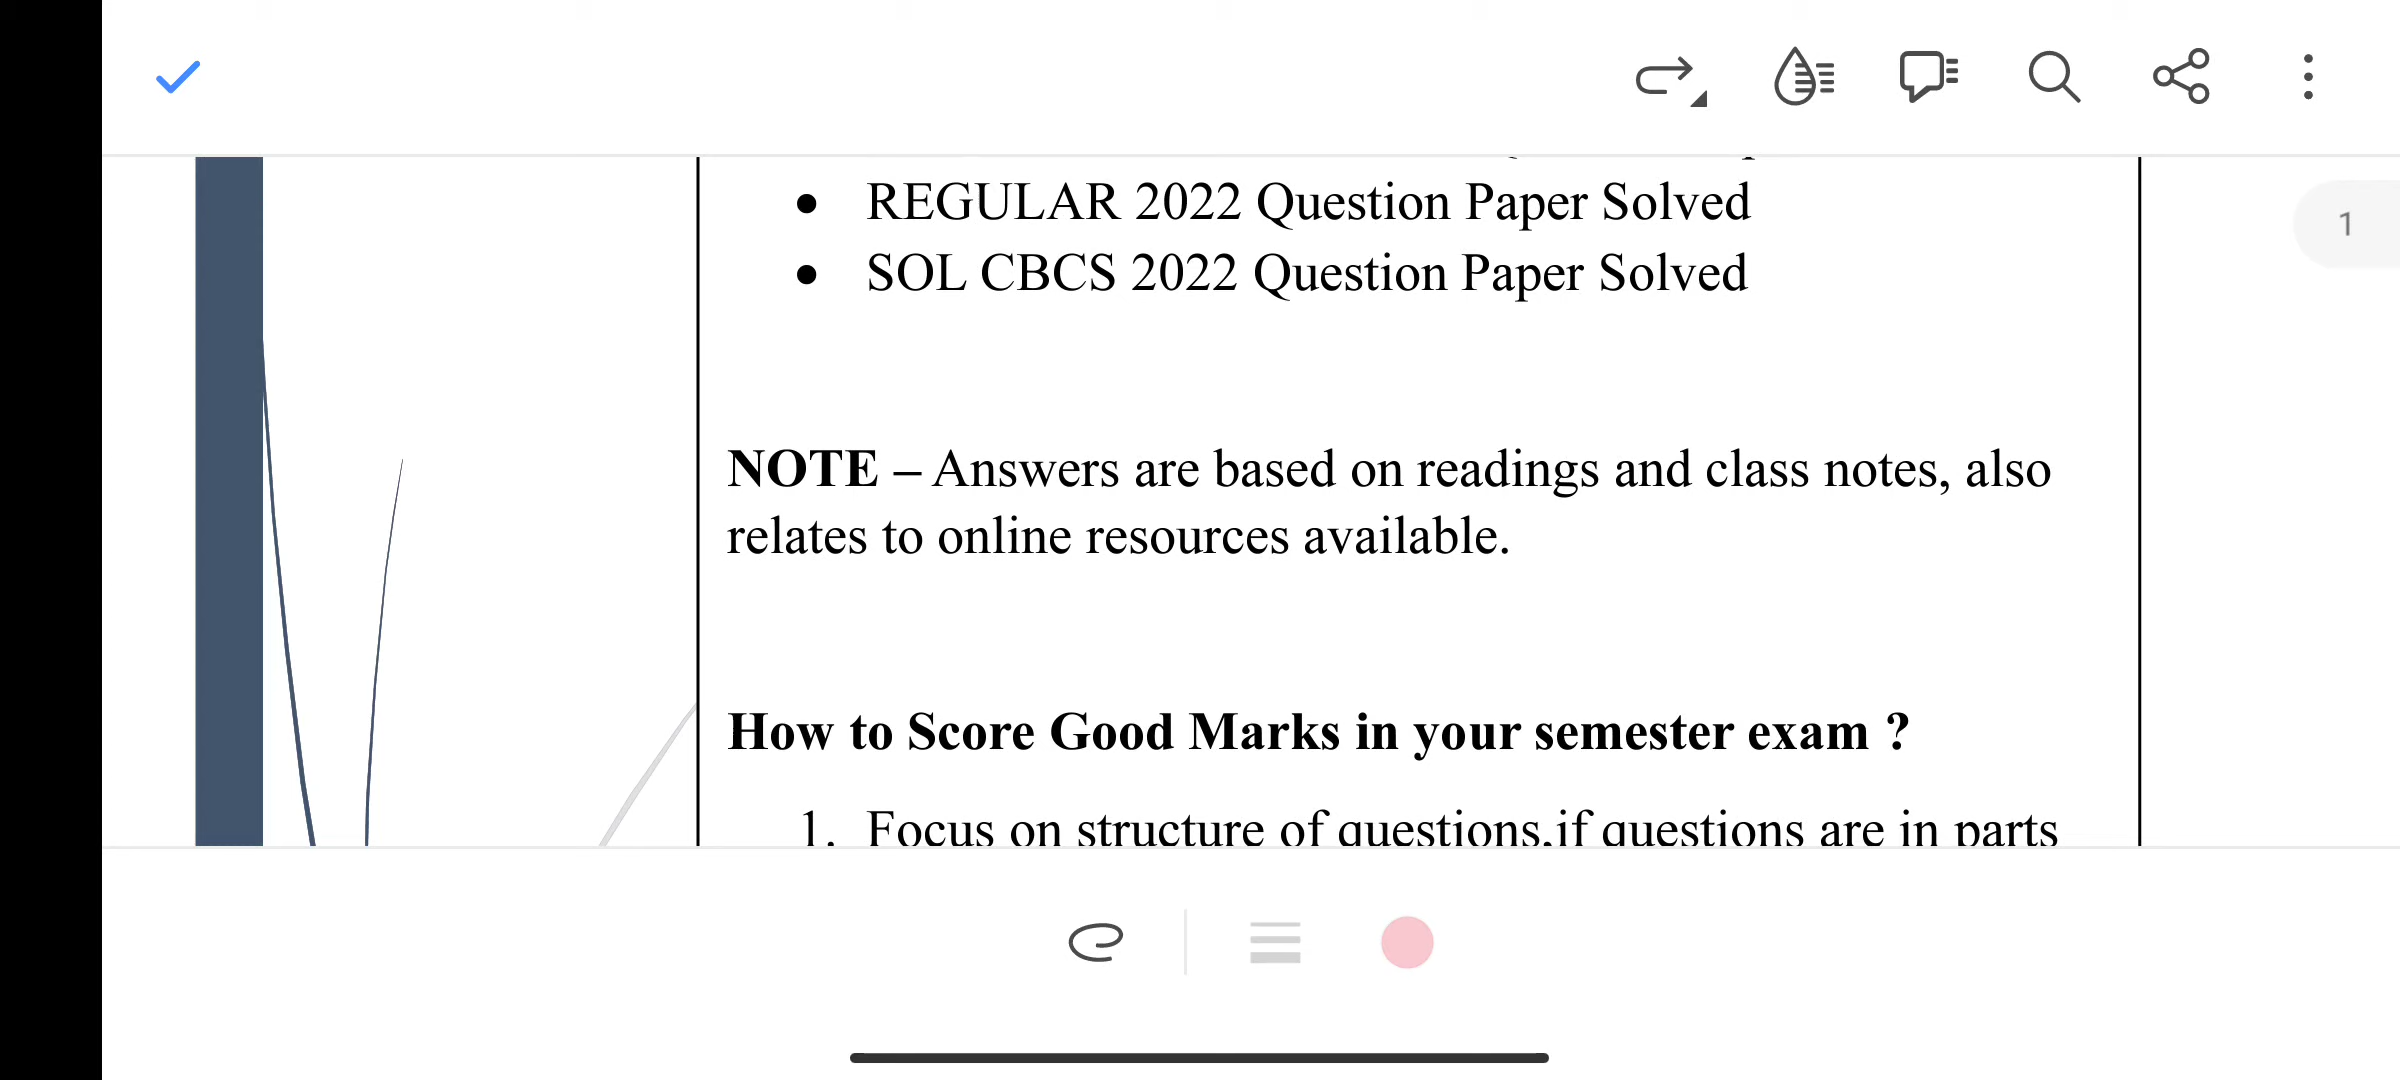 • REGULAR 2022 Question Paper Solved
1
• SOL CBCS 2022 Question Paper Solved
NOTE – Answers are based on readings and class notes, also
relates to online resources available.
How to Score Good Marks in your semester exam ?
1. Focus on structure of questions,if questions are in parts